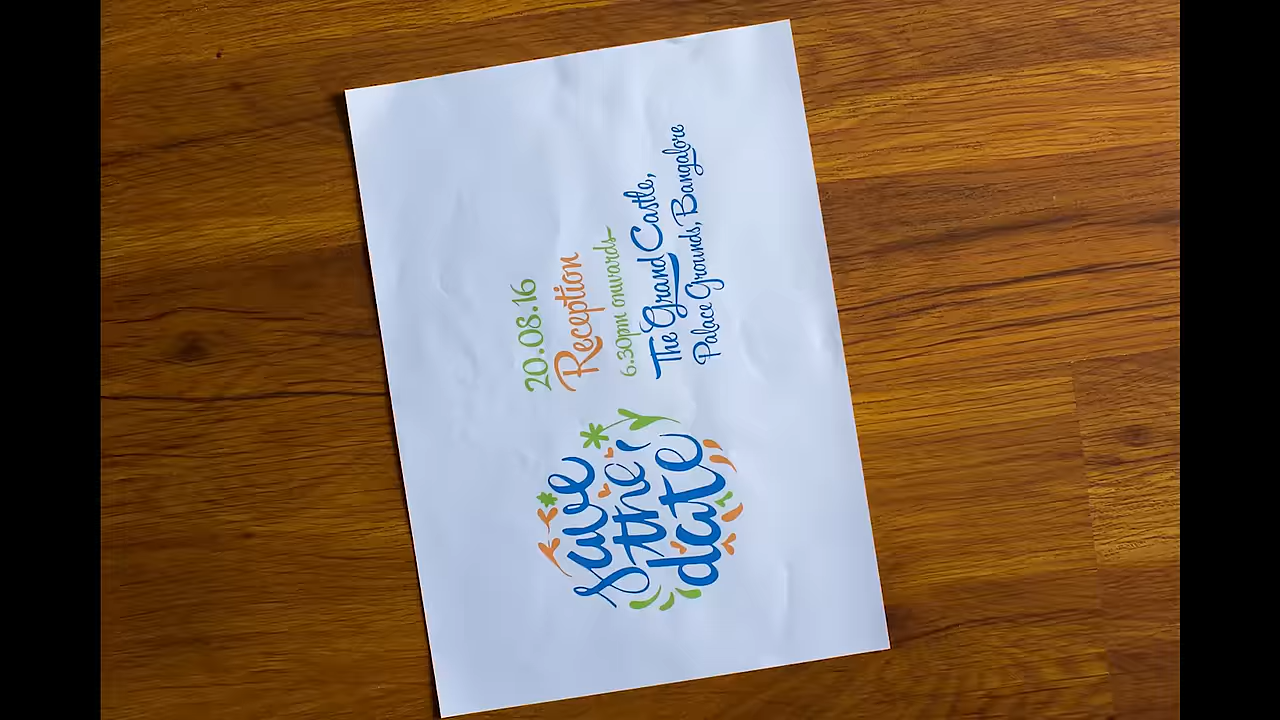 save
the
date
20.08.16
Reception
6.30pm onwards
The Grand Castle,
Palace Grounds, Bangalore